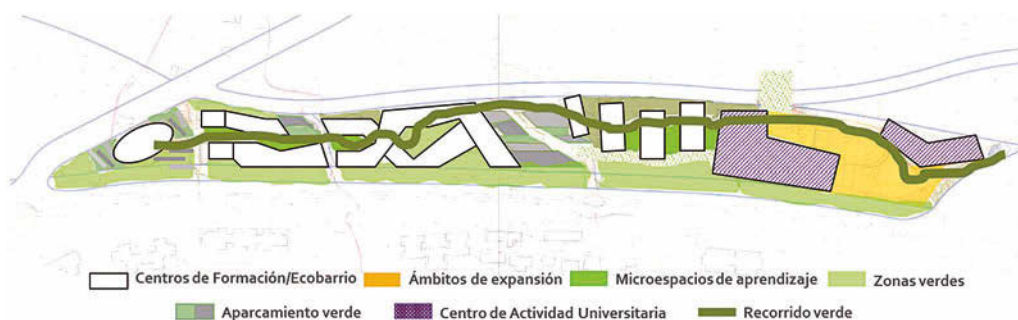 Centros de Formación/Ecobarrio Ámbitos de expansión Microespacios de aprendizaje Zonas verdes
Aparcamiento verde Centro de Actividad Universitaria Recorrido verde